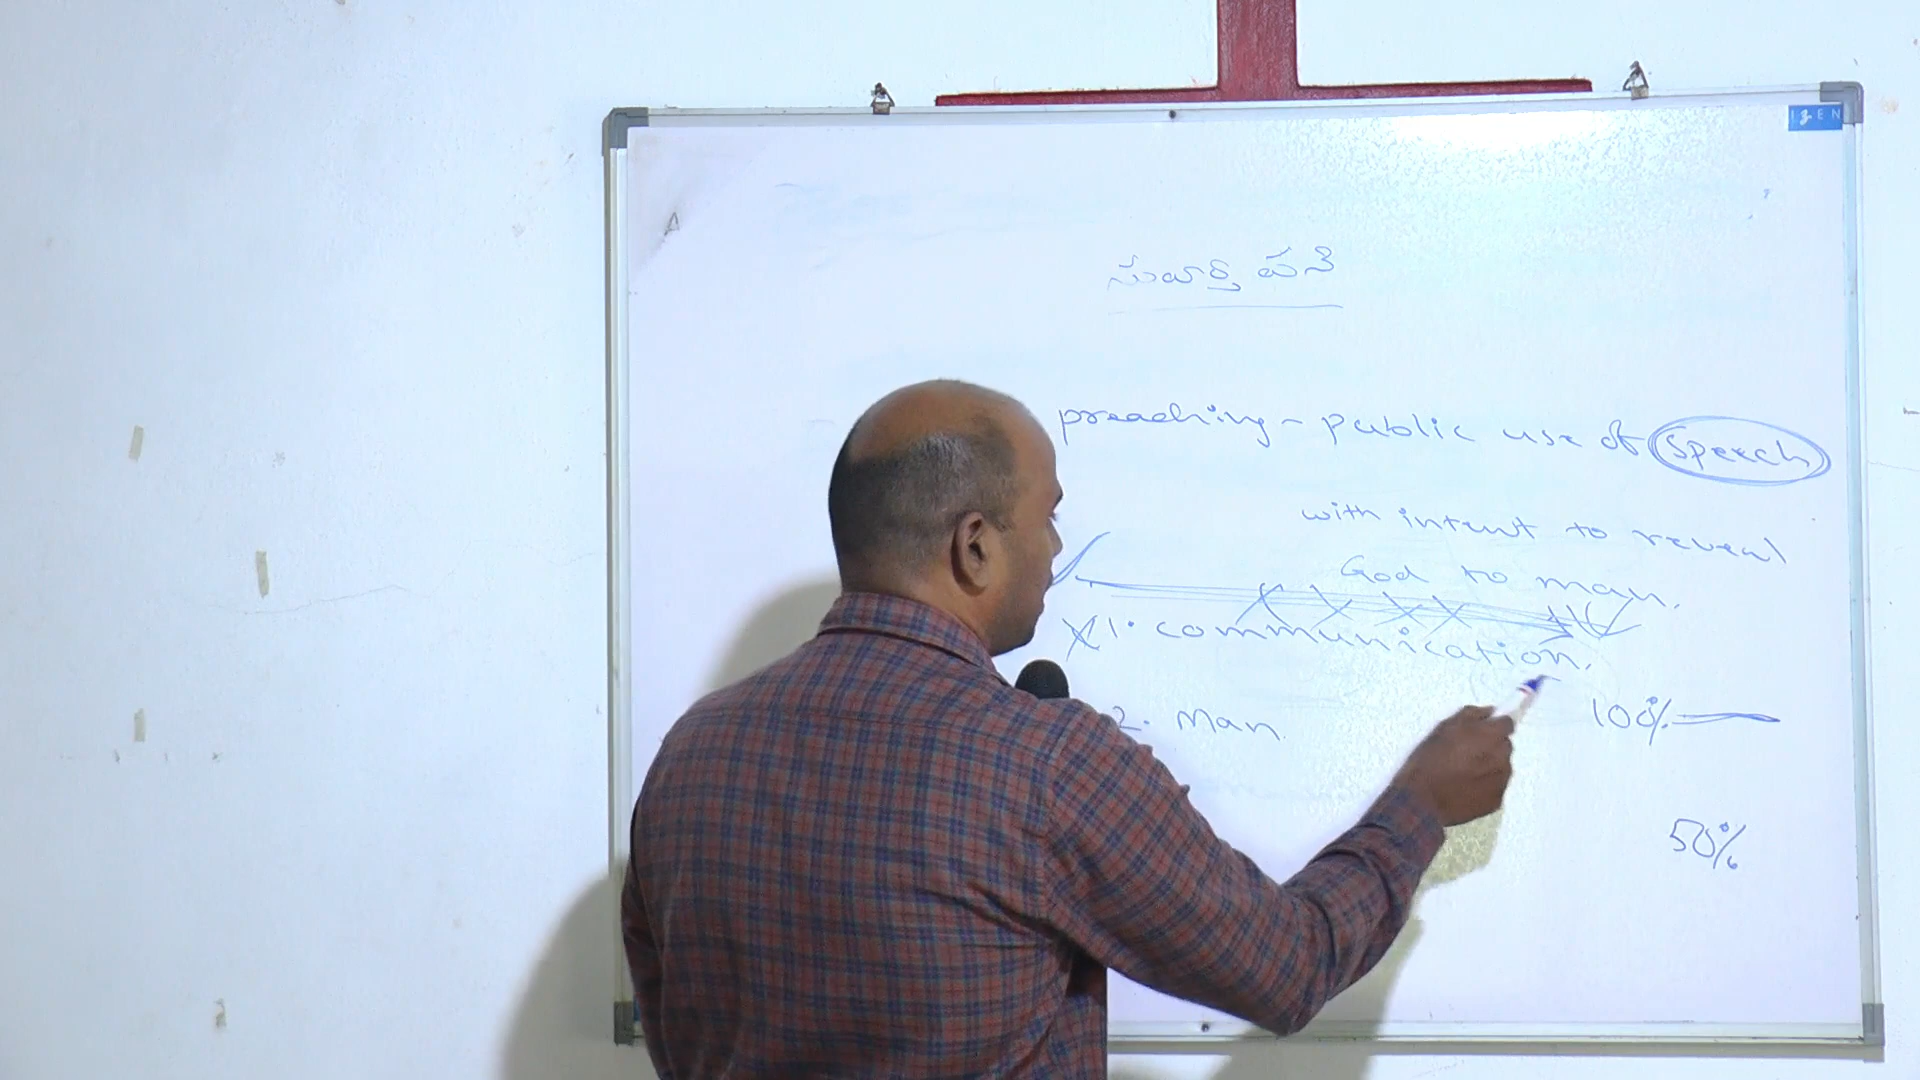 IZEN
A
సువార్త పని
preaching - public use of speech
with intent to reveal
God to man.
X 1. communication.
2. Man
100%
50%